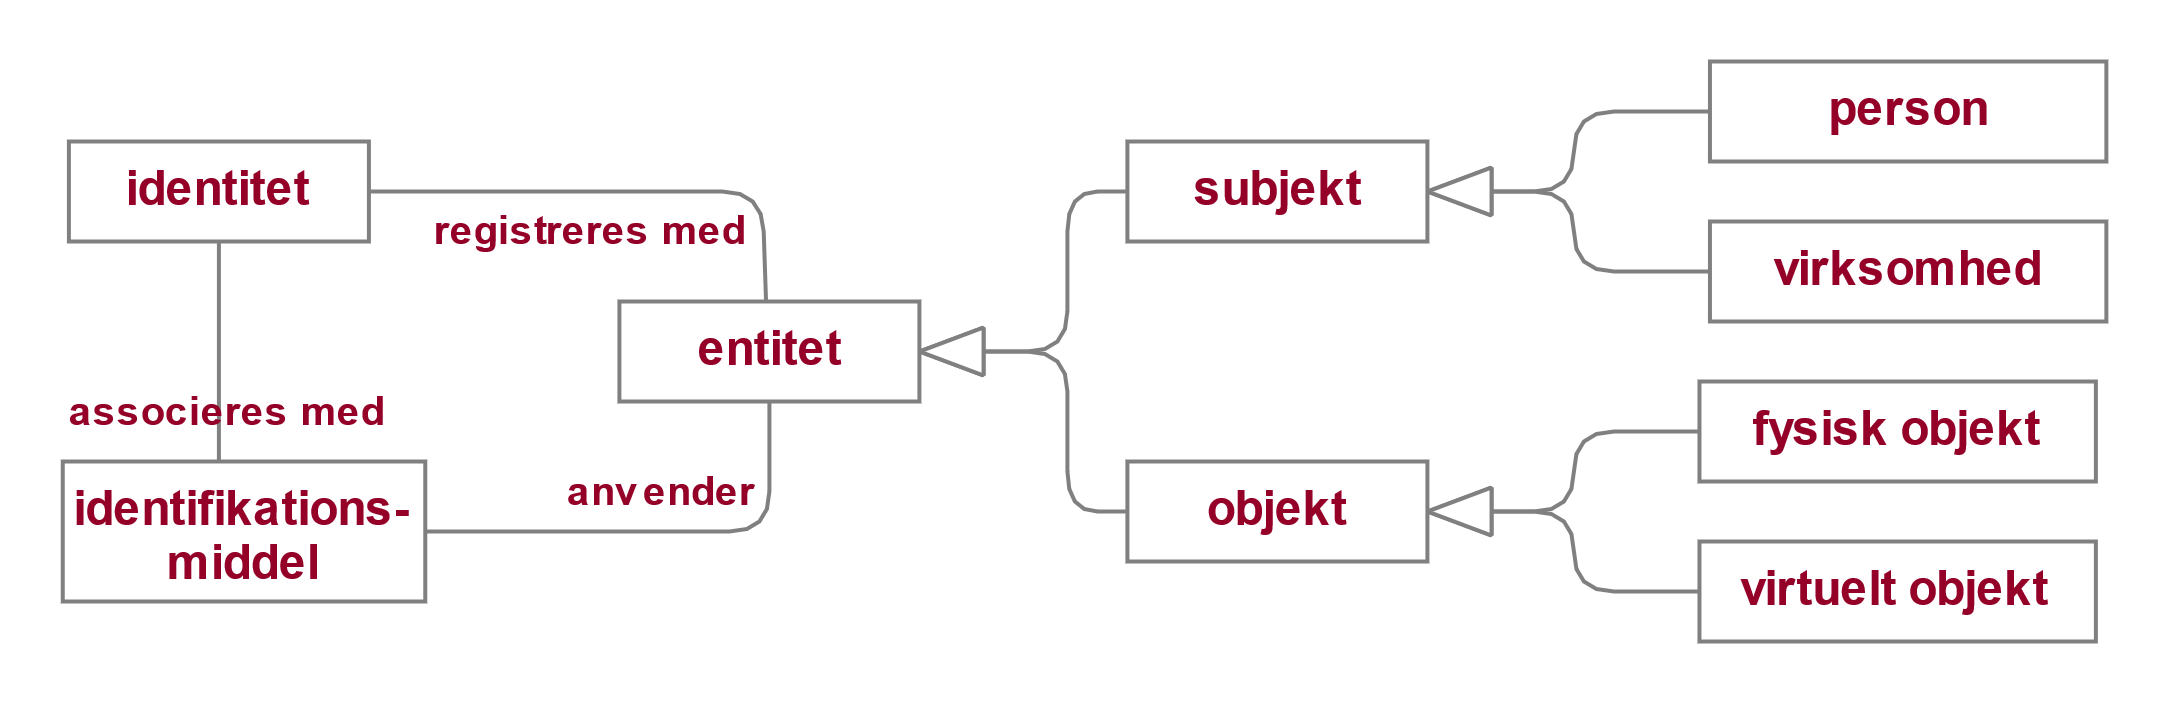 identitet
registreres med
associeres med
identifikations-
middel
anvender
entitet
subjekt
objekt
person
virksomhed
fysisk objekt
virtuelt objekt